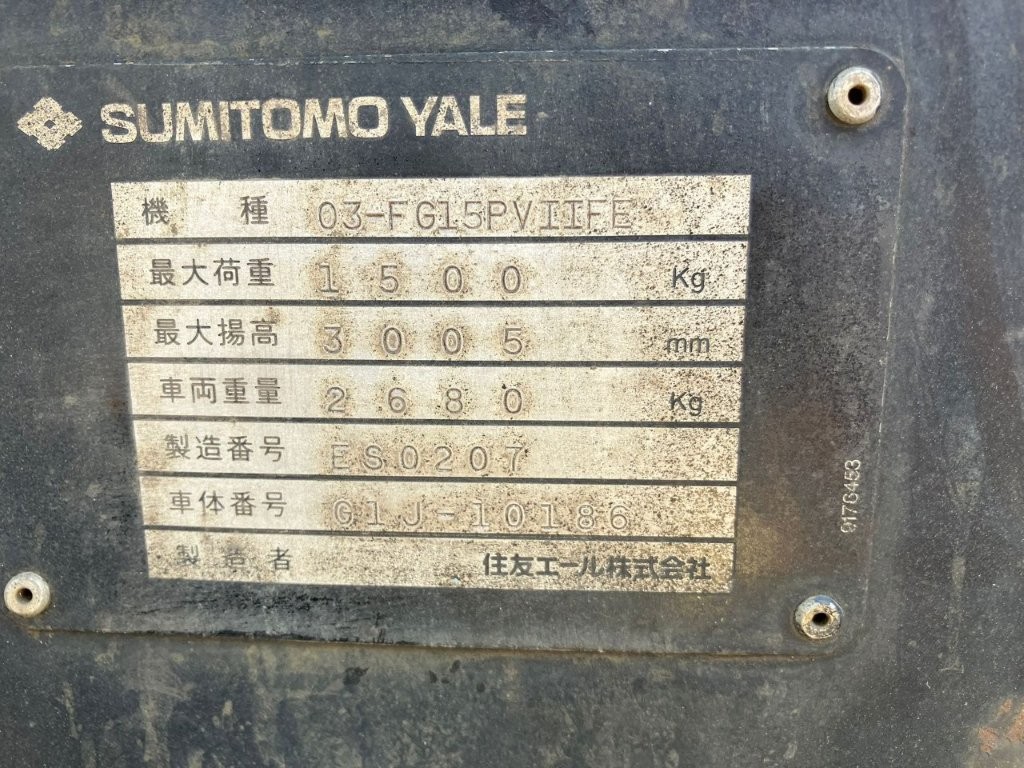 SUMITOMO YALE
機 種 03-FG15PVIIFE
最大荷重 1500 Kg
最大揚高 3005 mm
車両重量 2680 Kg
製造番号 ES0207
車体番号 G1J-10186
製造者 住友エール株式会社
9176453